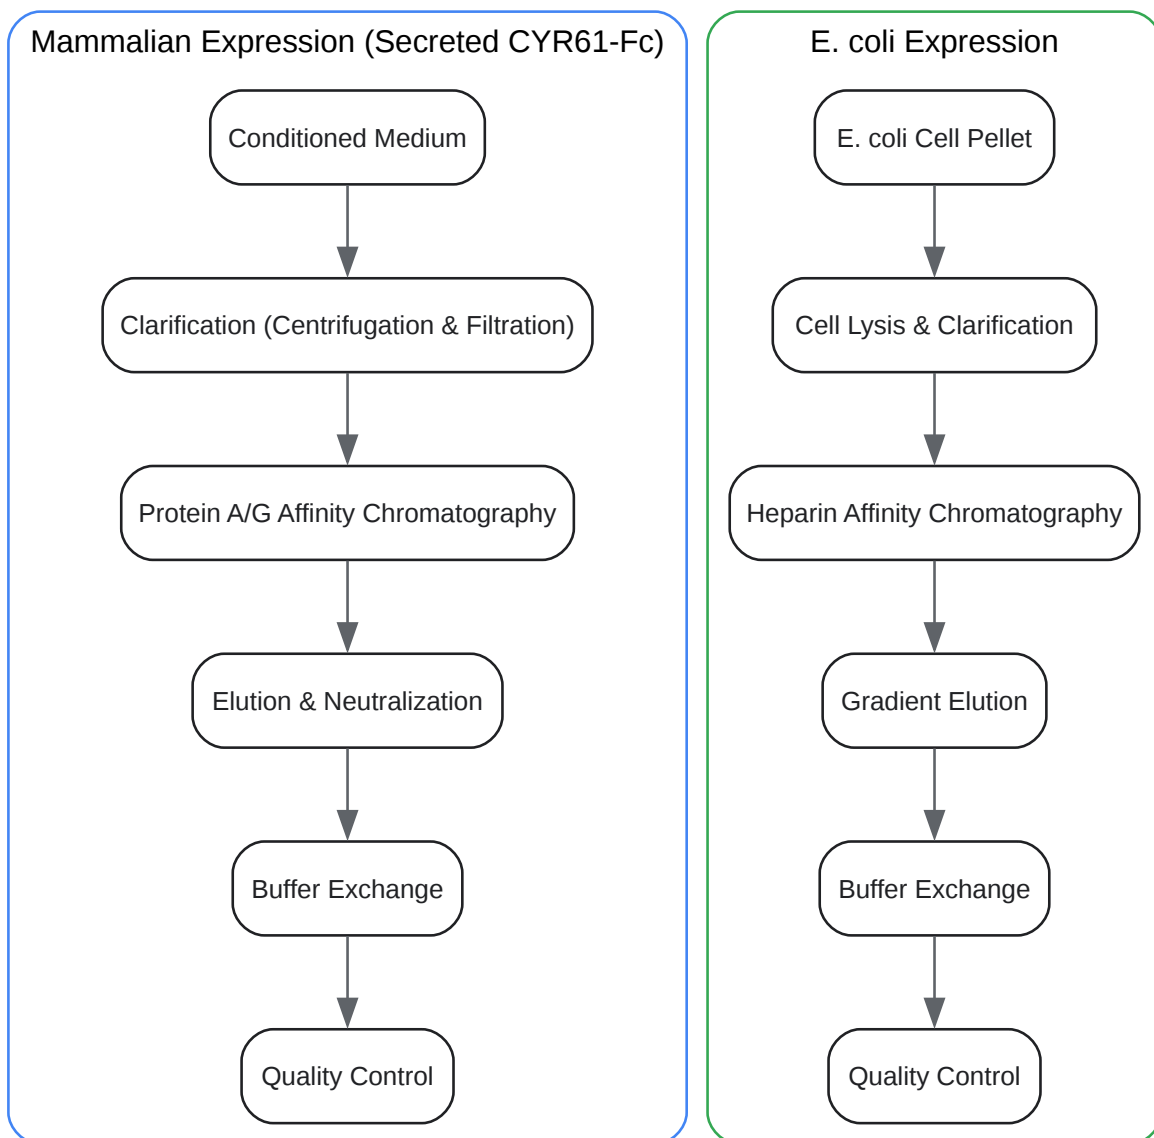 Mammalian Expression (Secreted CYR61-Fc)
Conditioned Medium
Clarification (Centrifugation & Filtration)
Protein A/G Affinity Chromatography
Elution & Neutralization
Buffer Exchange
Quality Control
E. coli Expression
E. coli Cell Pellet
Cell Lysis & Clarification
Heparin Affinity Chromatography
Gradient Elution
Buffer Exchange
Quality Control